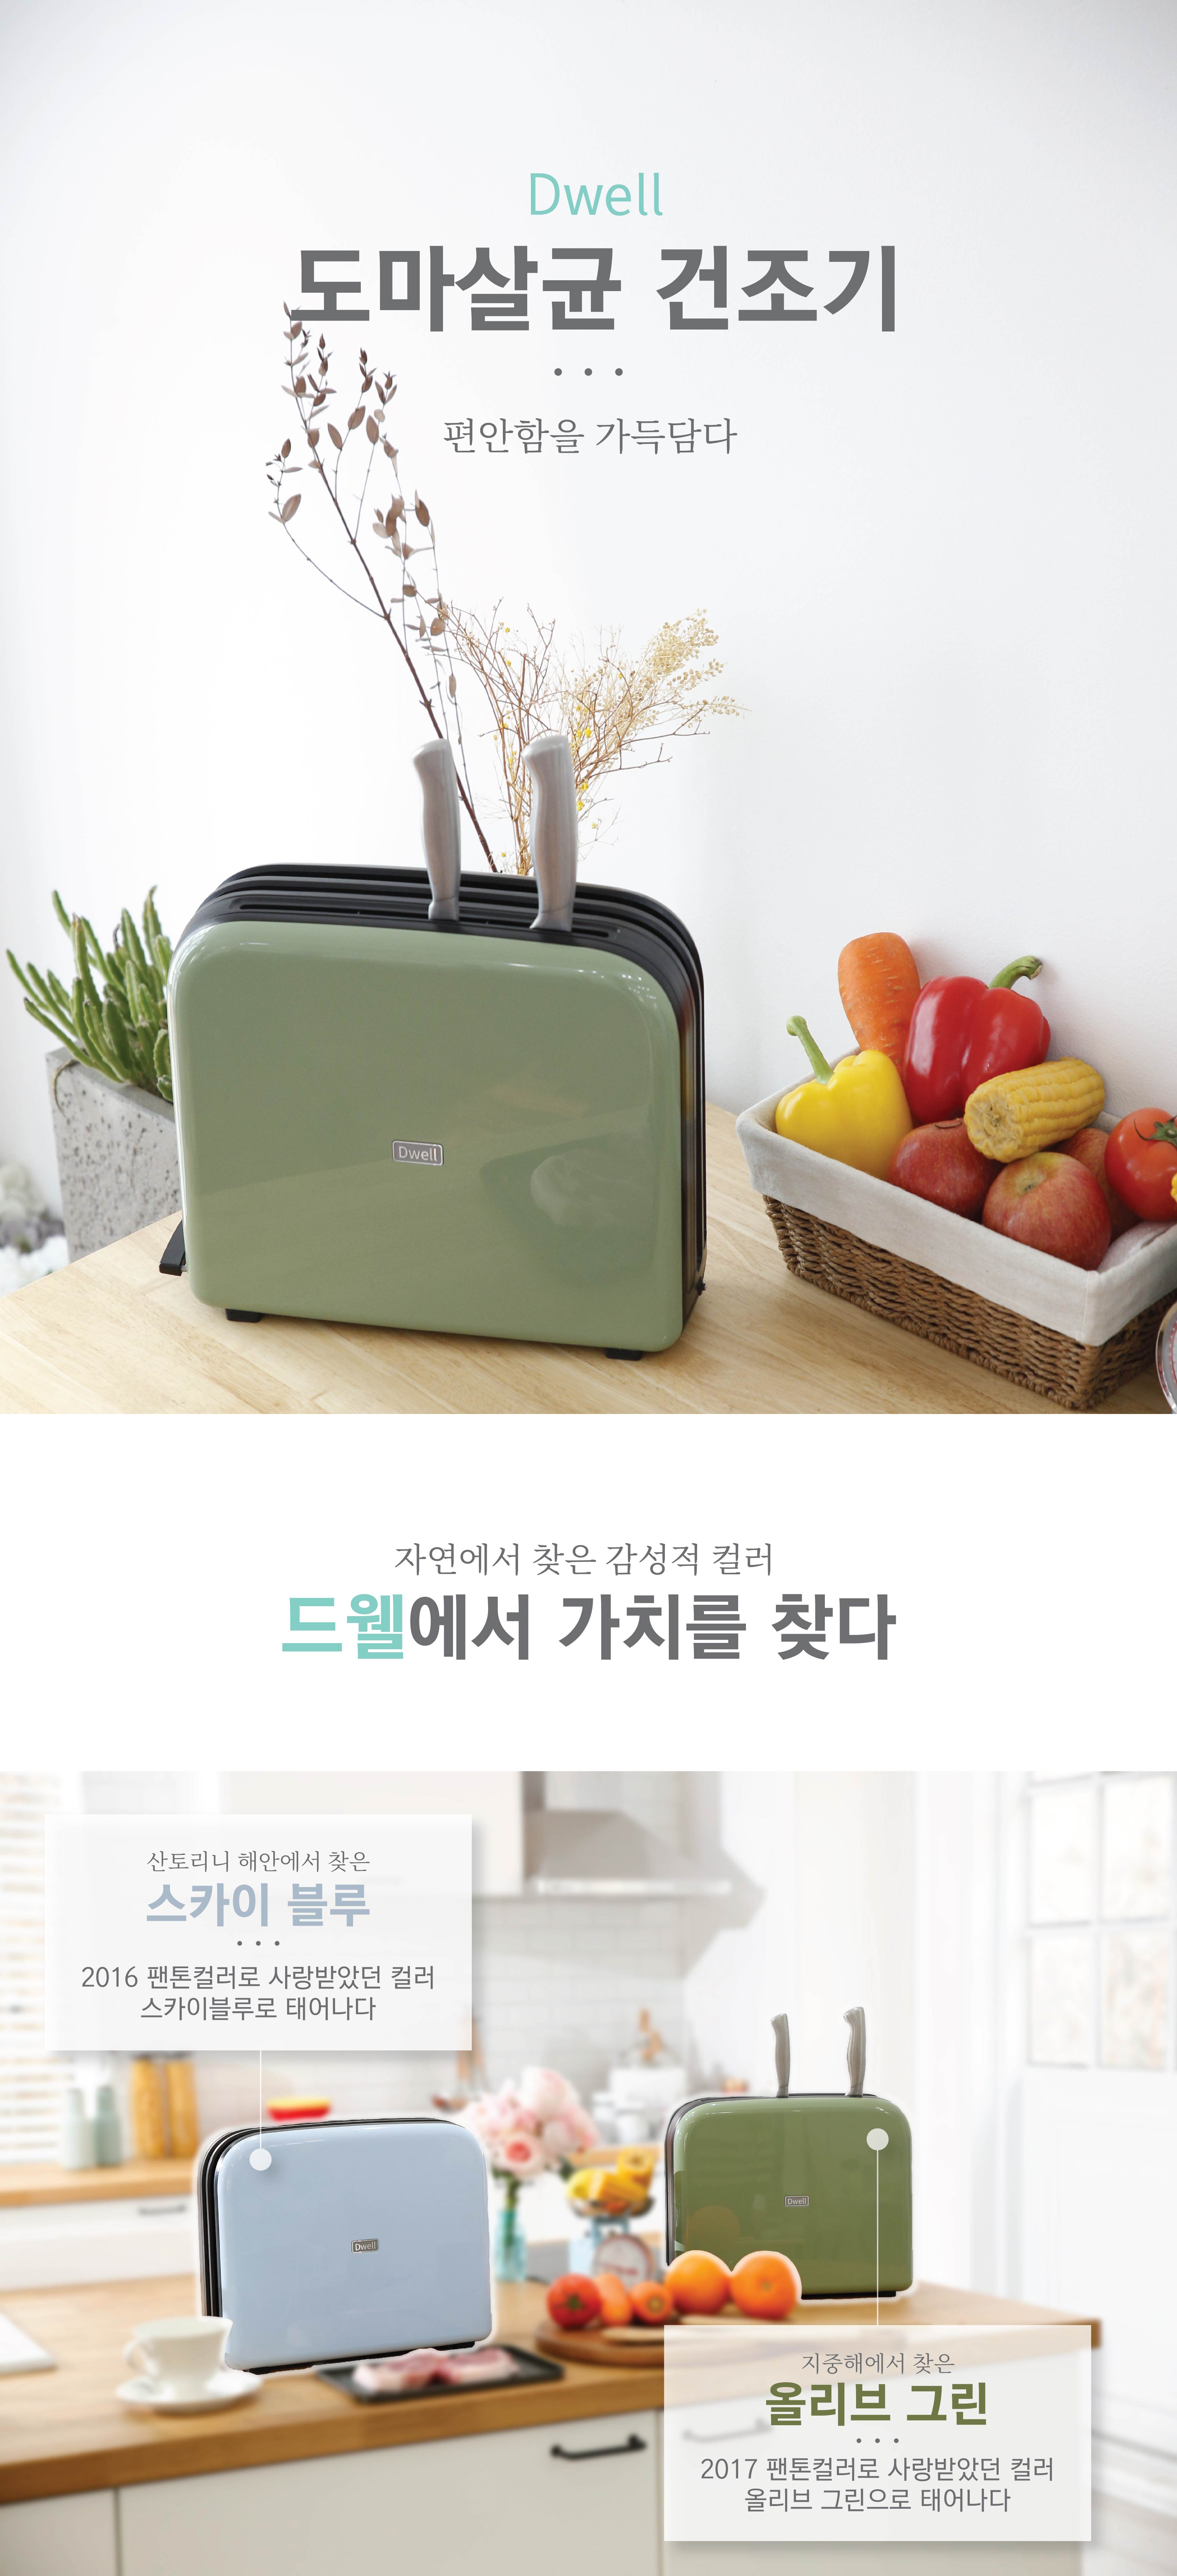 Dwell
도마살균 건조기
편안함을 가득담다
Dwell
자연에서 찾은 감성적 컬러
드웰에서 가치를 찾다
산토리니 해안에서 찾은
스카이 블루
2016 팬톤컬러로 사랑받았던 컬러
스카이블루로 태어나다
Dwell
Dwell
지중해에서 찾은
올리브 그린
2017 팬톤컬러로 사랑받았던 컬러
올리브 그린으로 태어나다